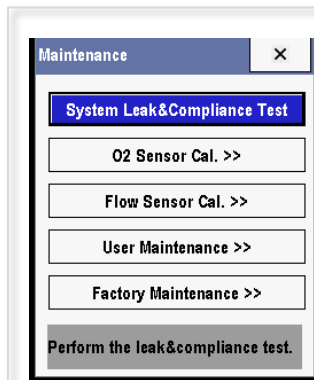 Maintenance
System Leak&Compliance Test
O2 Sensor Cal. >>
Flow Sensor Cal. >>
User Maintenance >>
Factory Maintenance >>
Perform the leak&compliance test.